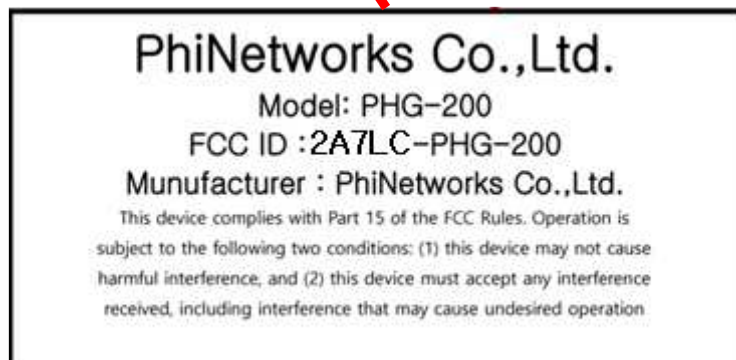 PhiNetworks Co.,Ltd.
Model: PHG-200
FCC ID :2A7LC-PHG-200
Munufacturer : PhiNetworks Co.,Ltd.
This device complies with Part 15 of the FCC Rules. Operation is
subject to the following two conditions: (1) this device may not cause
harmful interference, and (2) this device must accept any interference
received, including interference that may cause undesired operation